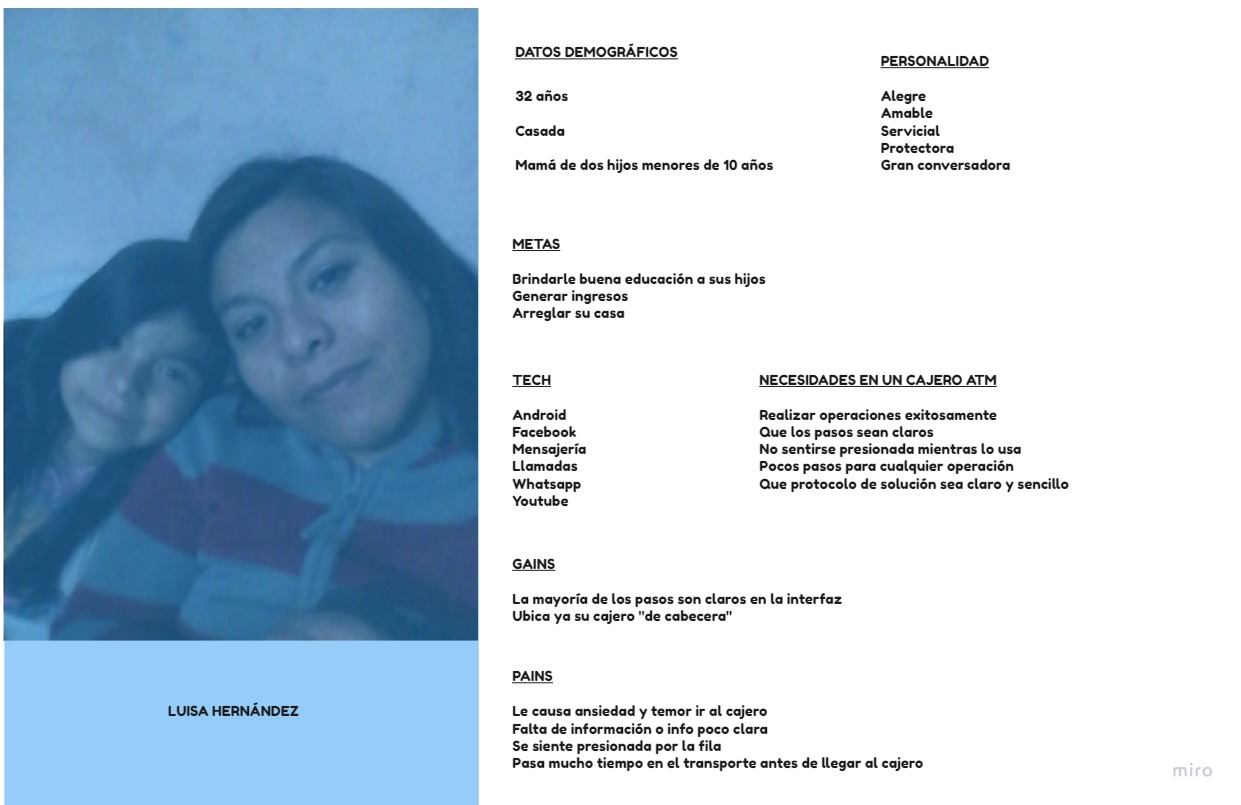 DATOS DEMOGRÁFICOS
32 años
Casada
Mamá de dos hijos menores de 10 años
PERSONALIDAD
Alegre
Amable
Servicial
Protectora
Gran conversadora
METAS
Brindarle buena educación a sus hijos
Generar ingresos
Arreglar su casa
TECH
Android
Facebook
Mensajería
Llamadas
Whatsapp
Youtube
NECESIDADES EN UN CAJERO ATM
Realizar operaciones exitosamente
Que los pasos sean claros
No sentirse presionada mientras lo usa
Pocos pasos para cualquier operación
Que protocolo de solución sea claro y sencillo
GAINS
La mayoría de los pasos son claros en la interfaz
Ubica ya su cajero "de cabecera"
PAINS
Le causa ansiedad y temor ir al cajero
Falta de información o info poco clara
Se siente presionada por la fila
Pasa mucho tiempo en el transporte antes de llegar al cajero
LUISA HERNÁNDEZ
miro